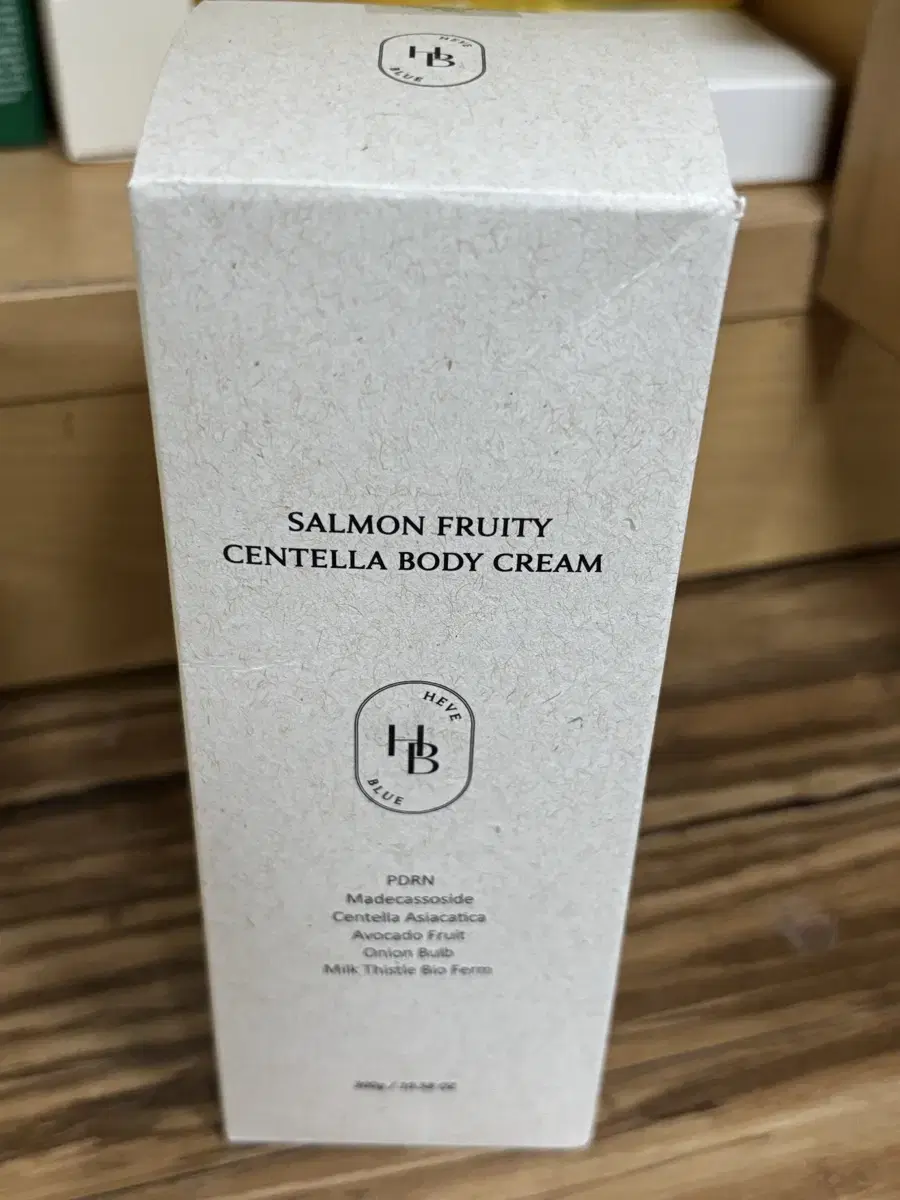 HEVE
HB
BLUE
SALMON FRUITY
CENTELLA BODY CREAM
HEVE
HB
BLUE
PDRN
Madecassoside
Centella Asiacatica
Avocado Fruit
Onion Bulb
Milk Thistle Bio Ferm